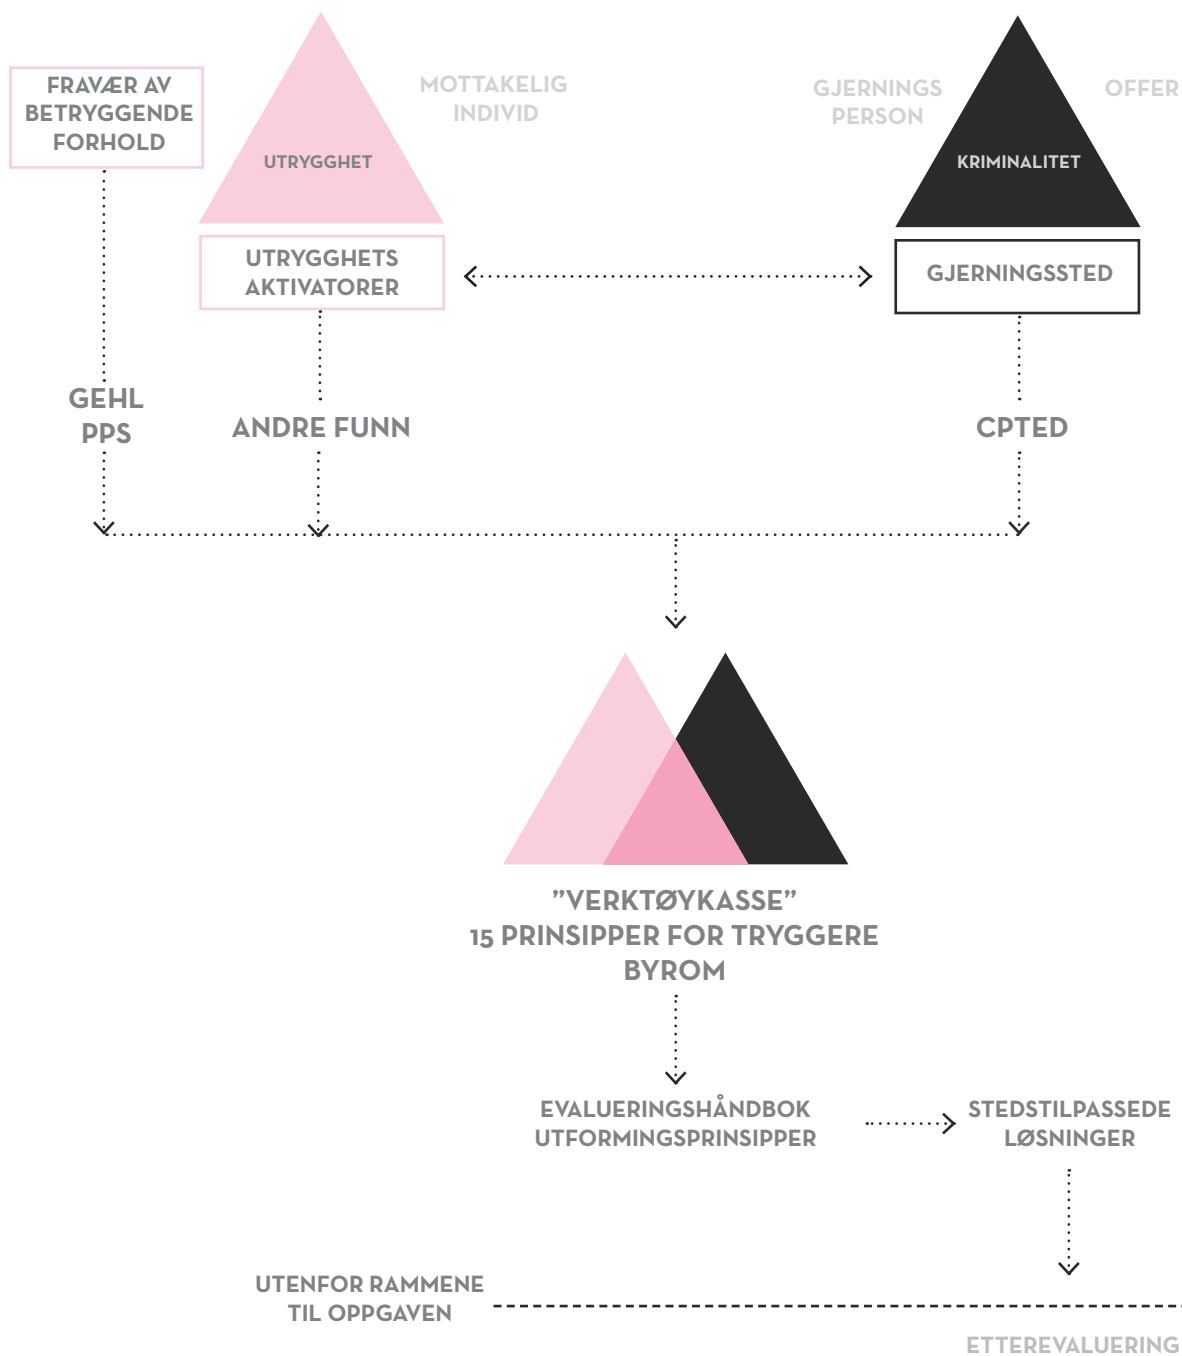 FRAVÆR AV
BETRYGGENDE
FORHOLD
UTRYGGHET
MOTTAKELIG
INDIVID
GJERNINGS
PERSON
OFFER
KRIMINALITET
UTRYGGHETS
AKTIVATORER
GJERNINGSSTED
GEHL
PPS
ANDRE FUNN
CPTED
”VERKTØYKASSE”
15 PRINSIPPER FOR TRYGGERE
BYROM
EVALUERINGSHÅNDBOK
UTFORMINGSPRINSIPPER
STEDSTILPASSEDE
LØSNINGER
UTENFOR RAMMENE
TIL OPPGAVEN
ETTEREVALUERING